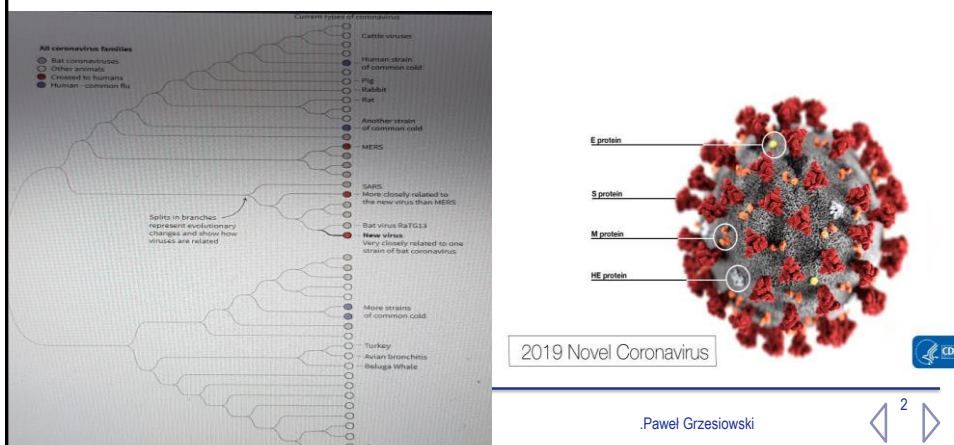 Current types of coronavirus
All coronavirus families
Bat coronaviruses
Other animals
Crossed to humans
Human - common flu
Cattle viruses
Human strain
of common cold
Pig
Rabbit
Rat
Another strain
of common cold
MERS
SARS
More closely related to
the new virus than MERS
Splits in branches
represent evolutionary
changes and show how
viruses are related
Bat virus RaTG13
New virus
Very closely related to one
strain of bat coronavirus
More strains
of common cold
Turkey
Avian bronchitis
Beluga Whale
E protein
S protein
M protein
HE protein
2019 Novel Coronavirus
CD
.Paweł Grzesiowski
2